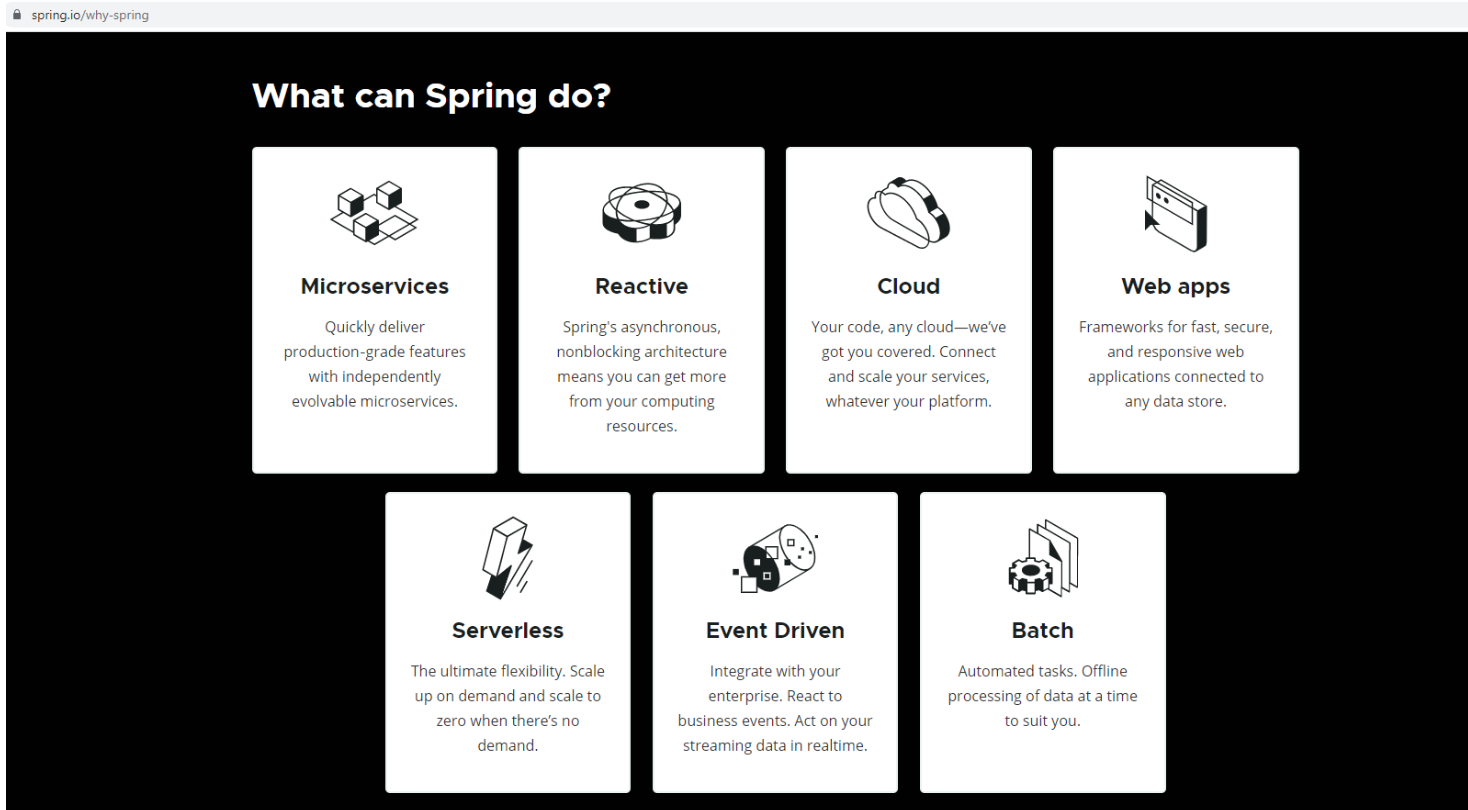 spring.io/why-spring
What can Spring do?
Microservices
Quickly deliver
production-grade features
with independently
evolvable microservices.
Reactive
Spring's asynchronous,
nonblocking architecture
means you can get more
from your computing
resources.
Cloud
Your code, any cloud—we've
got you covered. Connect
and scale your services,
whatever your platform.
Web apps
Frameworks for fast, secure,
and responsive web
applications connected to
any data store.
Serverless
The ultimate flexibility. Scale
up on demand and scale to
zero when there's no
demand.
Event Driven
Integrate with your
enterprise. React to
business events. Act on your
streaming data in realtime.
Batch
Automated tasks. Offline
processing of data at a time
to suit you.